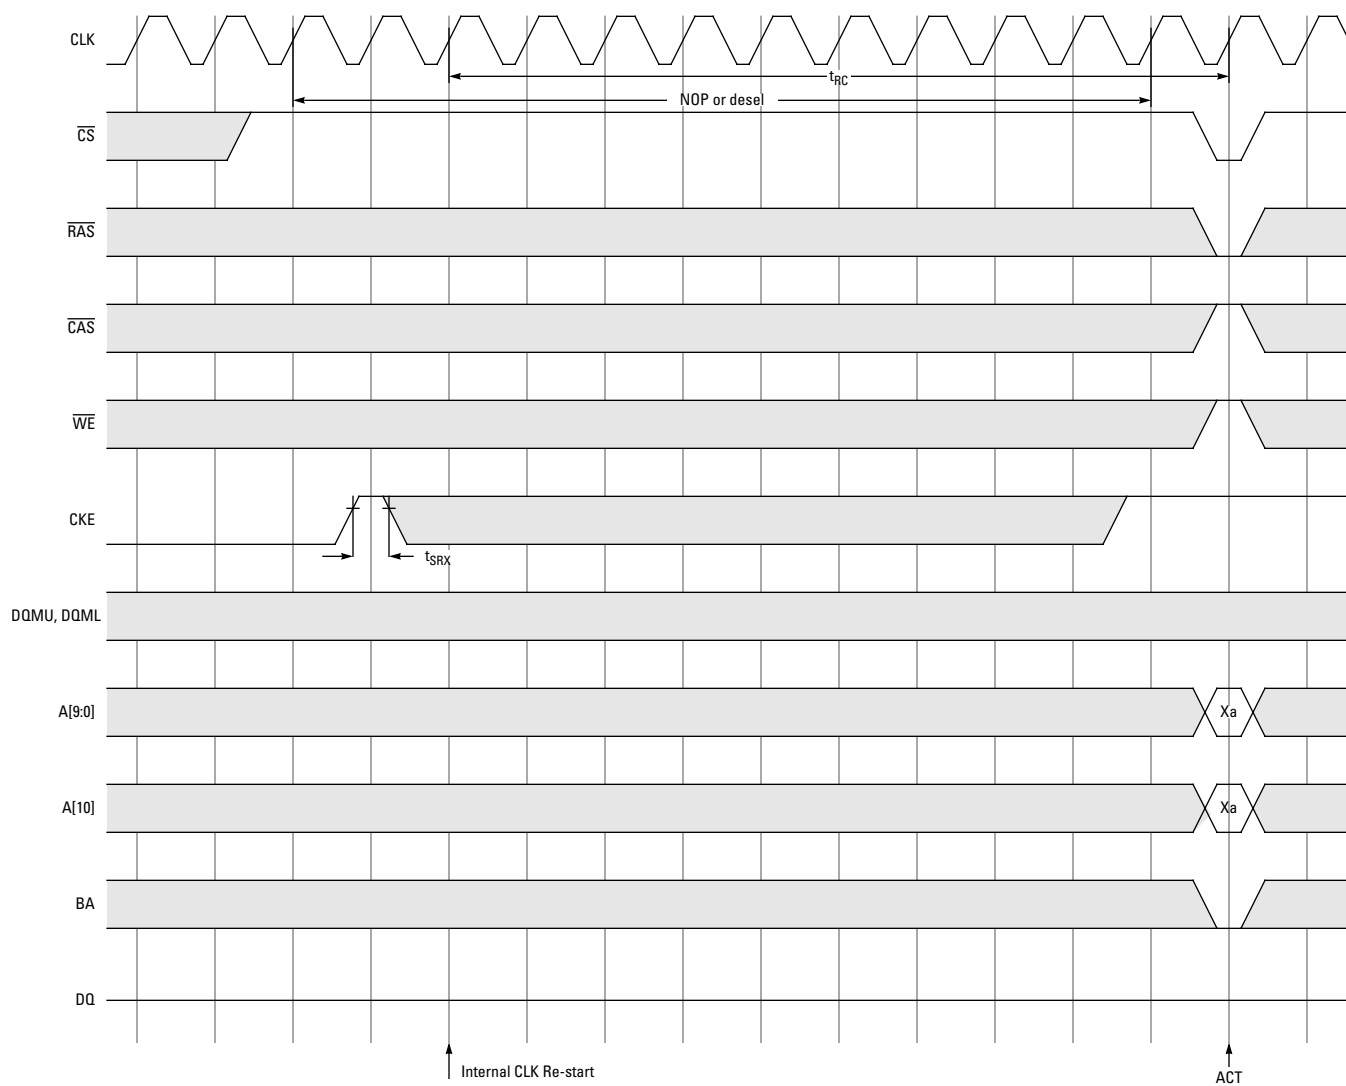 CLK
tRC
NOP or desel
CS
RAS
CAS
WE
CKE
tSRX
DQMU, DQML
A[9:0]
Xa
A[10]
Xa
BA
DQ
Internal CLK Re-start
ACT